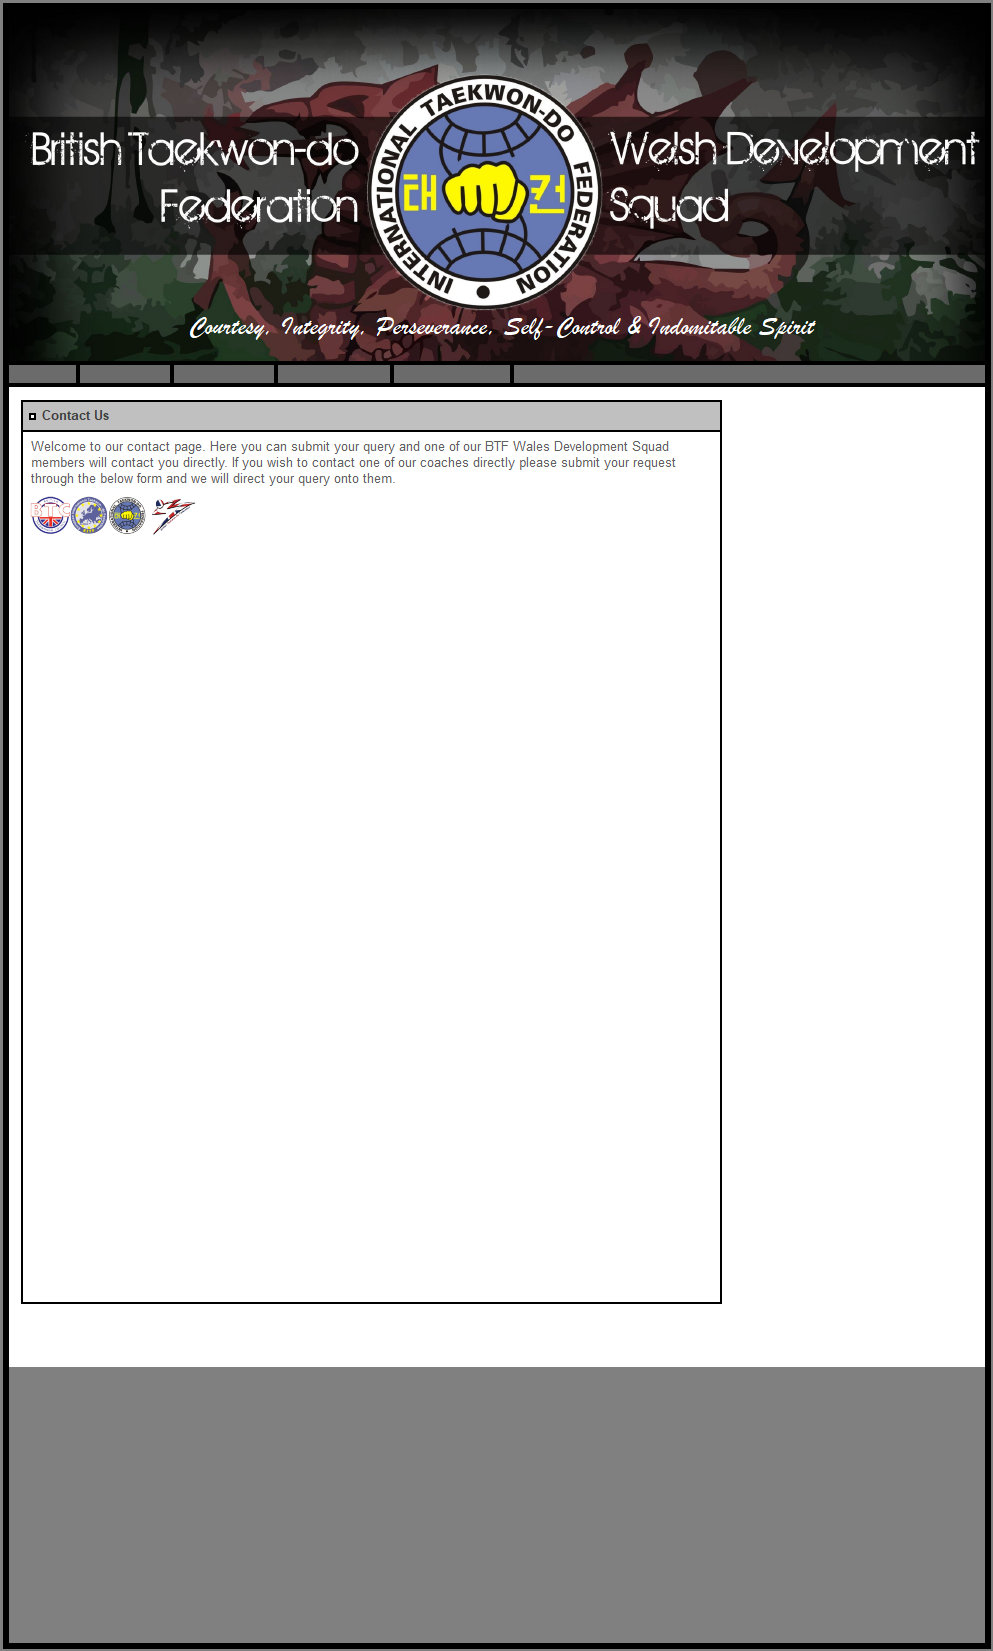 British Taekwon-do
Federation
INTERNATIONAL TAEKWON-DO FEDERATION
태 권
Welsh Development
Squad
Courtesy, Integrity, Perseverance, Self-Control & Indomitable Spirit
Contact Us
Welcome to our contact page. Here you can submit your query and one of our BTF Wales Development Squad
members will contact you directly. If you wish to contact one of our coaches directly please submit your request
through the below form and we will direct your query onto them.
BTC